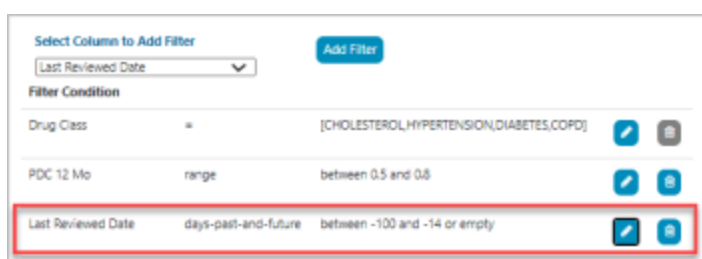 Select Column to Add Filter
Add Filter
Last Reviewed Date
Filter Condition
Drug Class = [CHOLESTEROL,HYPERTENSION,DIABETES,COPD]
PDC 12 Mo range between 0.5 and 0.8
Last Reviewed Date days-past-and-future between -100 and -14 or empty